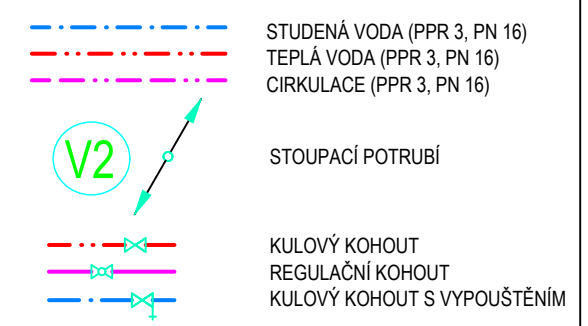 STUDENÁ VODA (PPR 3, PN 16)
TEPLÁ VODA (PPR 3, PN 16)
CIRKULACE (PPR 3, PN 16)
V2
STOUPACÍ POTRUBÍ
KULOVÝ KOHOUT
REGULAČNÍ KOHOUT
KULOVÝ KOHOUT S VYPOUŠTĚNÍM